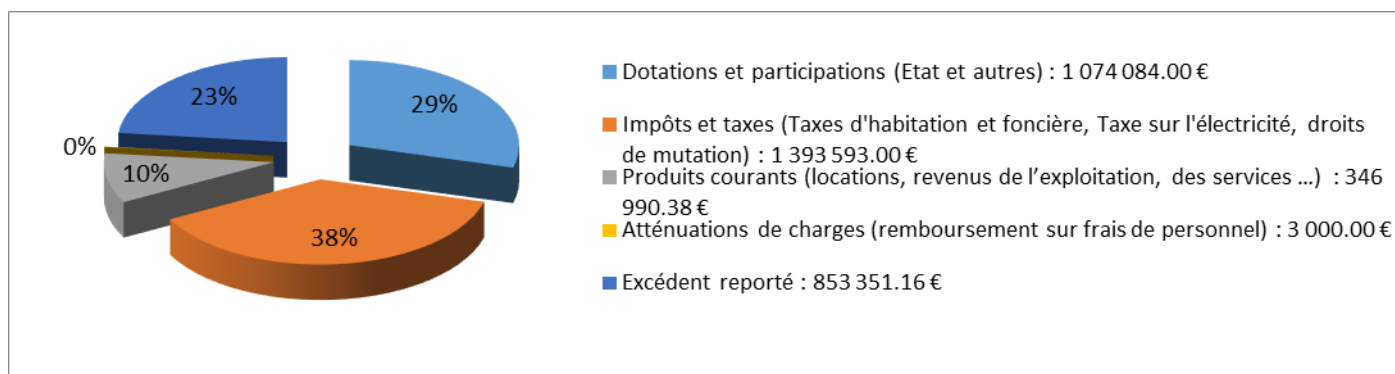 23%
29%
0%
10%
38%
Dotations et participations (Etat et autres) : 1 074 084.00 €
Impôts et taxes (Taxes d'habitation et foncière, Taxe sur l'électricité, droits
de mutation) : 1 393 593.00 €
Produits courants (locations, revenus de l’exploitation, des services …) : 346
990.38 €
Atténuations de charges (remboursement sur frais de personnel) : 3 000.00 €
Excédent reporté : 853 351.16 €